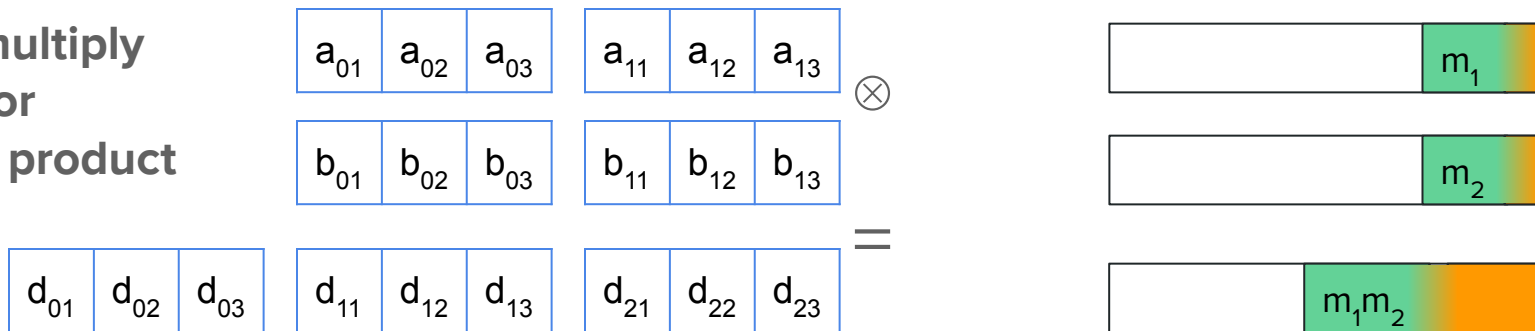 multiply
or
product
a₀₁ a₀₂ a₀₃ a₁₁ a₁₂ a₁₃
⊗
b₀₁ b₀₂ b₀₃ b₁₁ b₁₂ b₁₃
=
d₀₁ d₀₂ d₀₃ d₁₁ d₁₂ d₁₃ d₂₁ d₂₂ d₂₃
m₁
m₂
m₁m₂